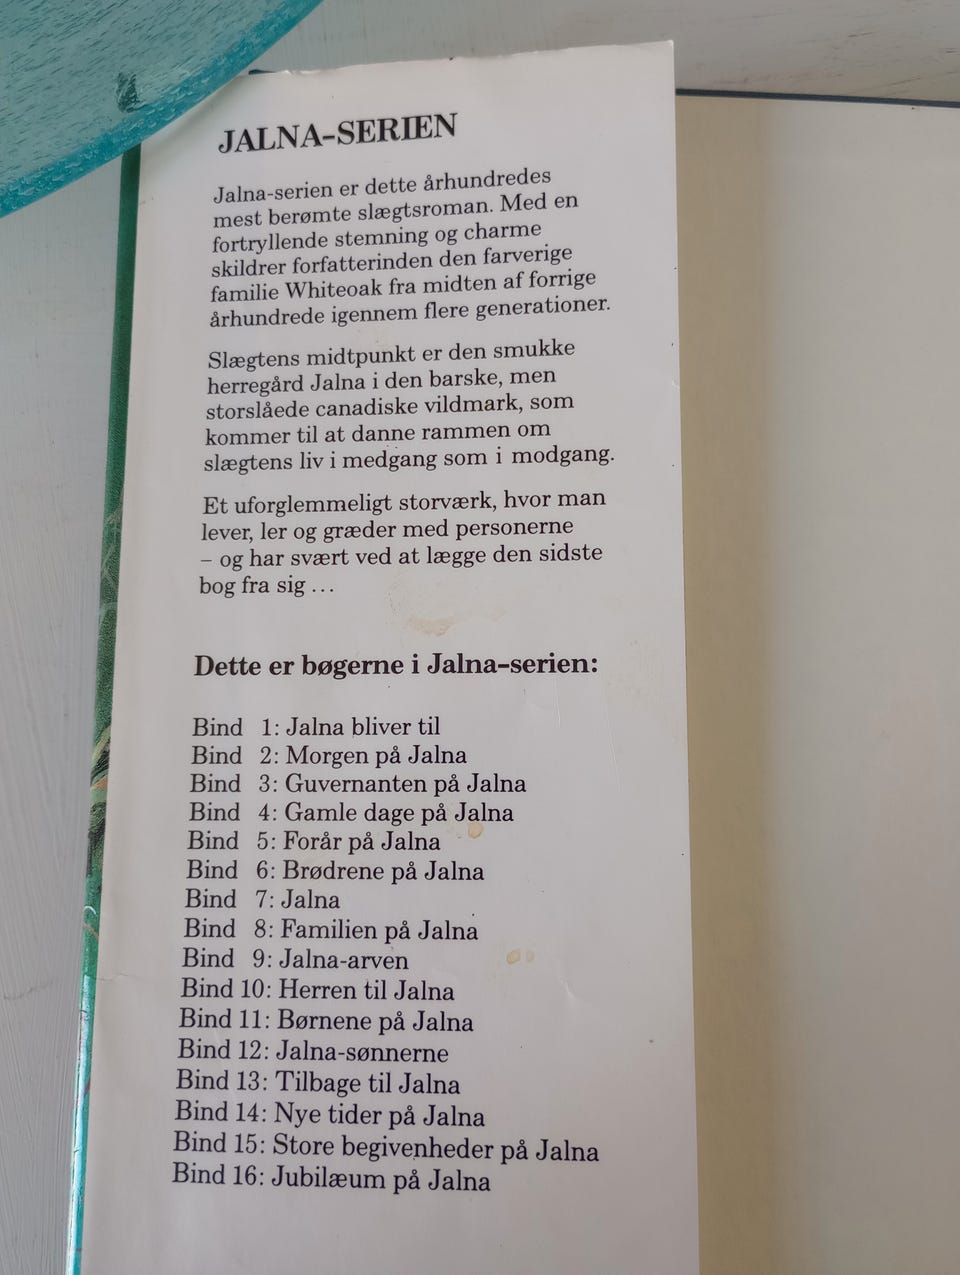 JALNA-SERIEN
Jalna-serien er dette århundredes
mest berømte slægtsroman. Med en
fortryllende stemning og charme
skildrer forfatterinden den farverige
familie Whiteoak fra midten af forrige
århundrede igennem flere generationer.
Slægtens midtpunkt er den smukke
herregård Jalna i den barske, men
storslåede canadiske vildmark, som
kommer til at danne rammen om
slægtens liv i medgang som i modgang.
Et uforglemmeligt storværk, hvor man
lever, ler og græder med personerne
– og har svært ved at lægge den sidste
bog fra sig ...
Dette er bøgerne i Jalna-serien:
Bind 1: Jalna bliver til
Bind 2: Morgen på Jalna
Bind 3: Guvernanten på Jalna
Bind 4: Gamle dage på Jalna
Bind 5: Forår på Jalna
Bind 6: Brødrene på Jalna
Bind 7: Jalna
Bind 8: Familien på Jalna
Bind 9: Jalna-arven
Bind 10: Herren til Jalna
Bind 11: Børnene på Jalna
Bind 12: Jalna-sønnerne
Bind 13: Tilbage til Jalna
Bind 14: Nye tider på Jalna
Bind 15: Store begivenheder på Jalna
Bind 16: Jubilæum på Jalna